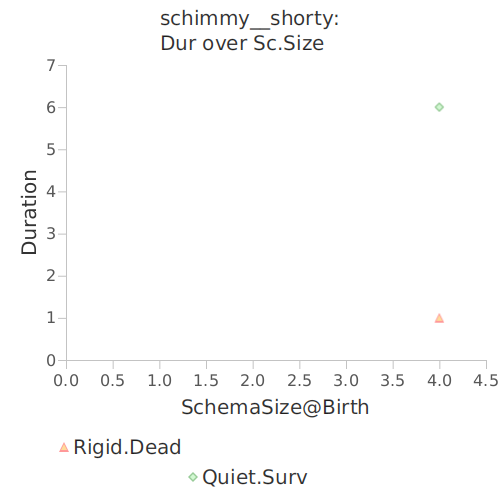 schimmy__shorty:
Dur over Sc.Size
7
6
5
4
3
2
1
0
Duration
0.0 0.5 1.0 1.5 2.0 2.5 3.0 3.5 4.0 4.5
SchemaSize@Birth
Rigid.Dead
Quiet.Surv